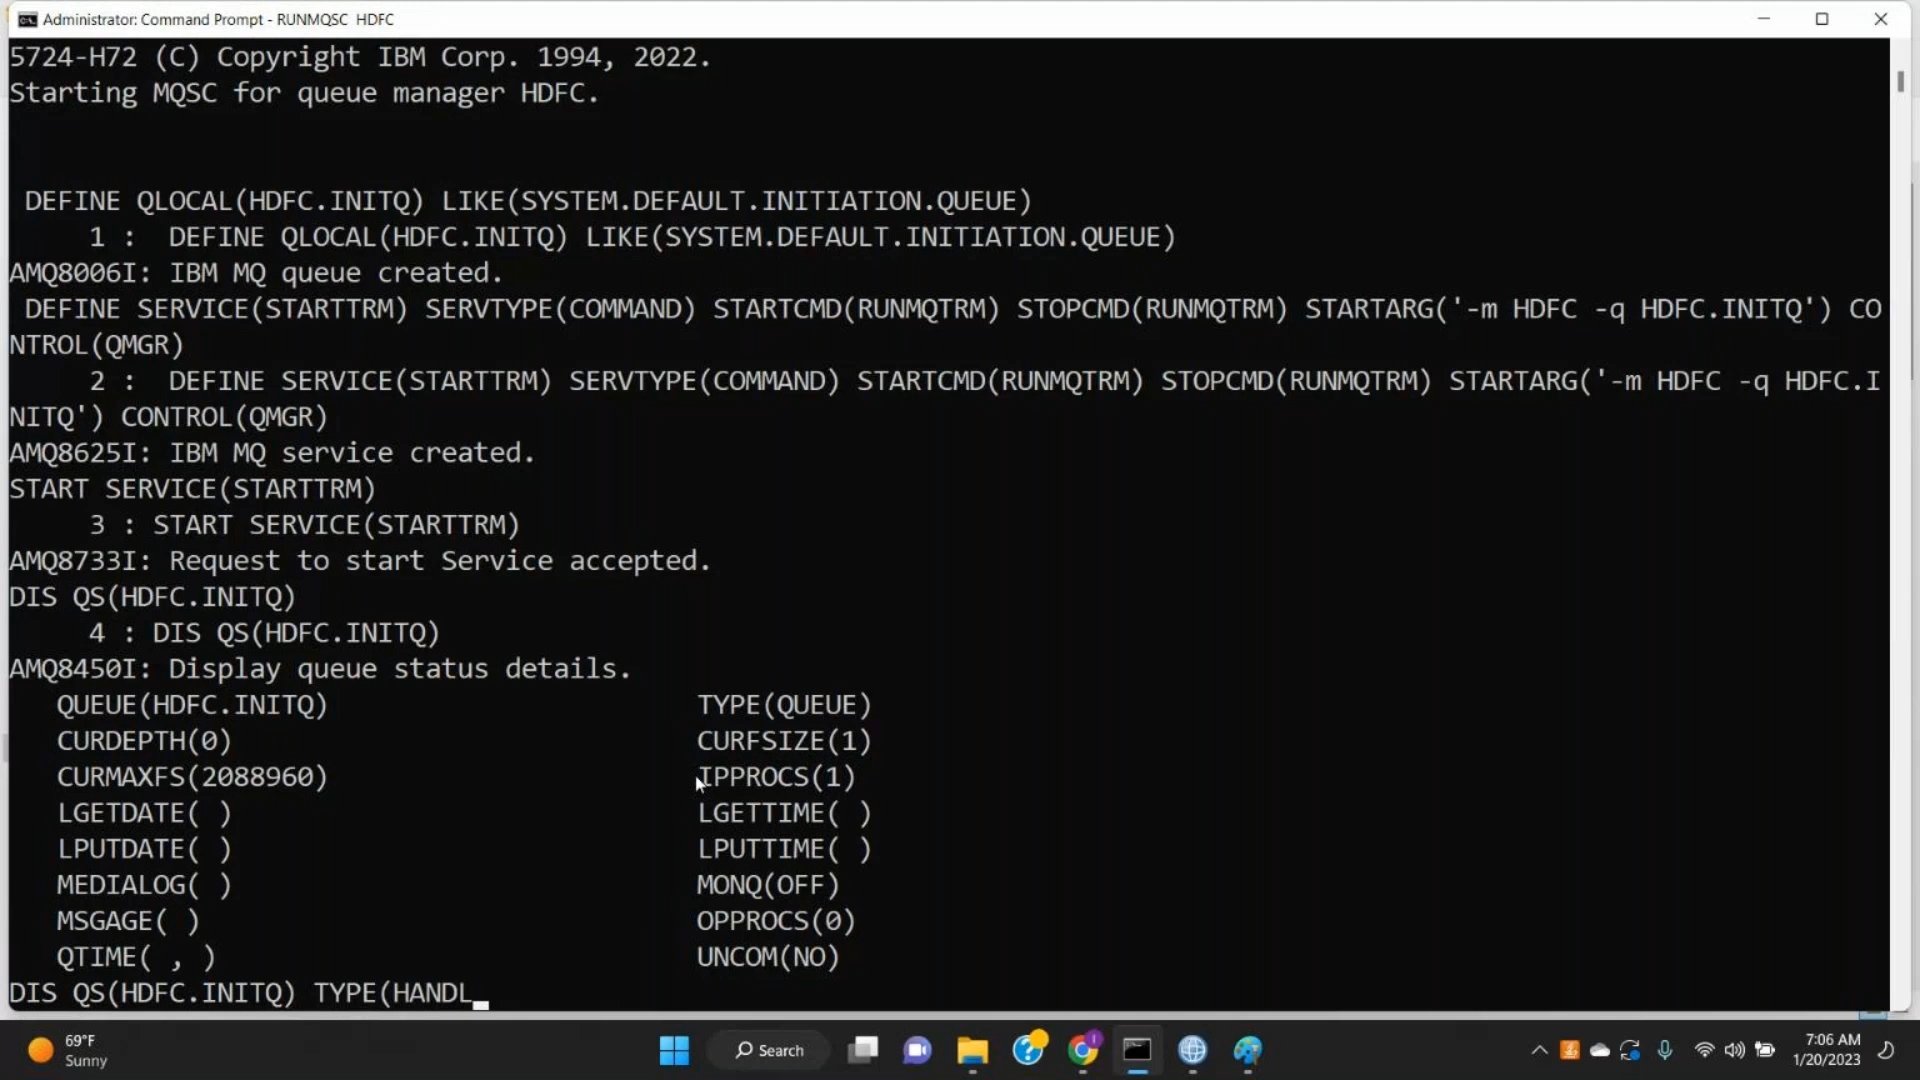 Administrator: Command Prompt - RUNMQSC HDFC
5724-H72 (C) Copyright IBM Corp. 1994, 2022.
Starting MQSC for queue manager HDFC.
DEFINE QLOCAL(HDFC.INITQ) LIKE(SYSTEM.DEFAULT.INITIATION.QUEUE)
1 : DEFINE QLOCAL(HDFC.INITQ) LIKE(SYSTEM.DEFAULT.INITIATION.QUEUE)
AMQ8006I: IBM MQ queue created.
DEFINE SERVICE(STARTTRM) SERVTYPE(COMMAND) STARTCMD(RUNMQTRM) STOPCMD(RUNMQTRM) STARTARG('-m HDFC -q HDFC.INITQ') CO
NTROL(QMGR)
2 : DEFINE SERVICE(STARTTRM) SERVTYPE(COMMAND) STARTCMD(RUNMQTRM) STOPCMD(RUNMQTRM) STARTARG('-m HDFC -q HDFC.I
NITQ') CONTROL(QMGR)
AMQ8625I: IBM MQ service created.
START SERVICE(STARTTRM)
3 : START SERVICE(STARTTRM)
AMQ8733I: Request to start Service accepted.
DIS QS(HDFC.INITQ)
4 : DIS QS(HDFC.INITQ)
AMQ8450I: Display queue status details.
QUEUE(HDFC.INITQ) TYPE(QUEUE)
CURDEPTH(0) CURFSIZE(1)
CURMAXFS(2088960) IPPROCS(1)
LGETDATE( ) LGETTIME( )
LPUTDATE( ) LPUTTIME( )
MEDIALOG( ) MONQ(OFF)
MSGAGE( ) OPPROCS(0)
QTIME( , ) UNCOM(NO)
DIS QS(HDFC.INITQ) TYPE(HANDL
69°F
Sunny
Search
7:06 AM
1/20/2023